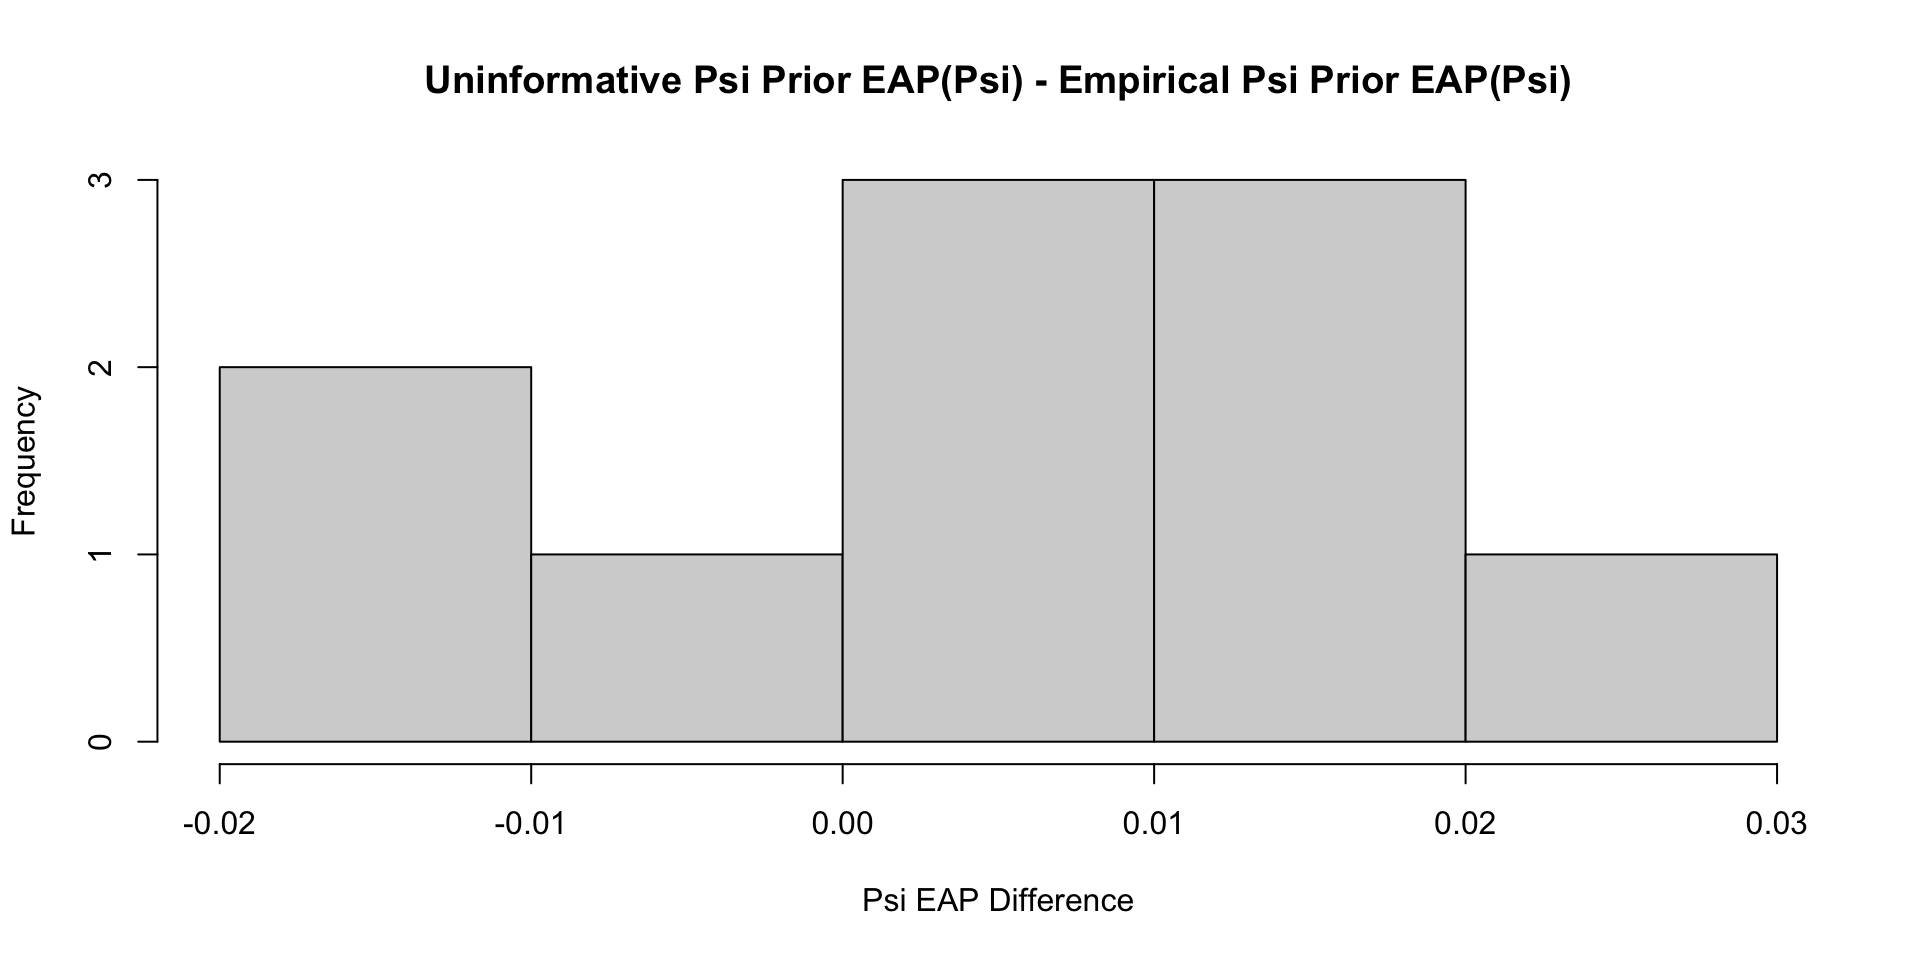 Uninformative Psi Prior EAP(Psi) - Empirical Psi Prior EAP(Psi)
Frequency
3
2
1
0
-0.02 -0.01 0.00 0.01 0.02 0.03
Psi EAP Difference